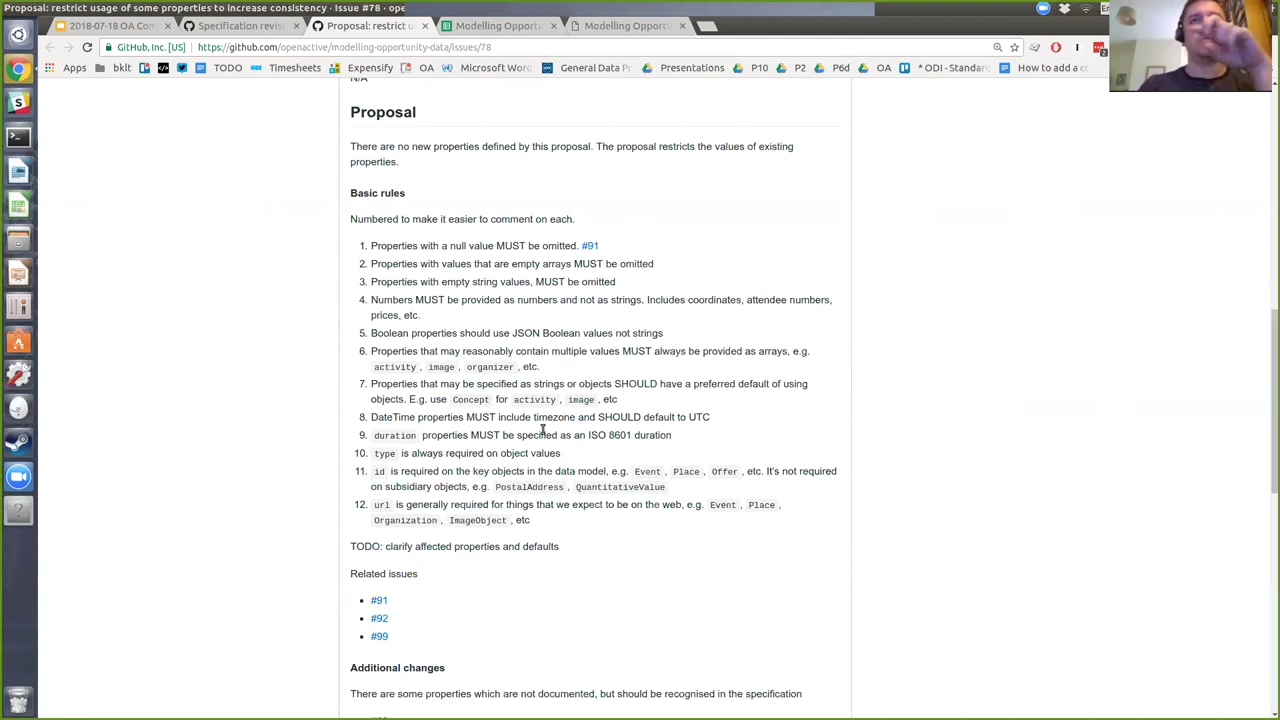 Proposal: restrict usage of some properties to increase consistency · Issue #78 · ope
2018-07-18 OA Con
Specification revis
Proposal: restrict
Modelling Opportu
Modelling Opportu
GitHub, Inc. [US]
https://github.com/openactive/modelling-opportunity-data/issues/78
Apps
bklt
TODO
Timesheets
Expensify
OA
Microsoft Word
General Data Pr
Presentations
P10
P2
P6d
OA
* ODI - Standard
How to add a c
N/A
Proposal
There are no new properties defined by this proposal. The proposal restricts the values of existing
properties.
Basic rules
Numbered to make it easier to comment on each.
1. Properties with a null value MUST be omitted. #91
2. Properties with values that are empty arrays MUST be omitted
3. Properties with empty string values, MUST be omitted
4. Numbers MUST be provided as numbers and not as strings. Includes coordinates, attendee numbers,
prices, etc.
5. Boolean properties should use JSON Boolean values not strings
6. Properties that may reasonably contain multiple values MUST always be provided as arrays, e.g.
activity , image , organizer , etc.
7. Properties that may be specified as strings or objects SHOULD have a preferred default of using
objects. E.g. use Concept for activity , image , etc
8. DateTime properties MUST include timezone and SHOULD default to UTC
9. duration properties MUST be specified as an ISO 8601 duration
10. type is always required on object values
11. id is required on the key objects in the data model, e.g. Event , Place , Offer , etc. It's not required
on subsidiary objects, e.g. PostalAddress , QuantitativeValue
12. url is generally required for things that we expect to be on the web, e.g. Event , Place ,
Organization , ImageObject , etc
TODO: clarify affected properties and defaults
Related issues
• #91
• #92
• #99
Additional changes
There are some properties which are not documented, but should be recognised in the specification